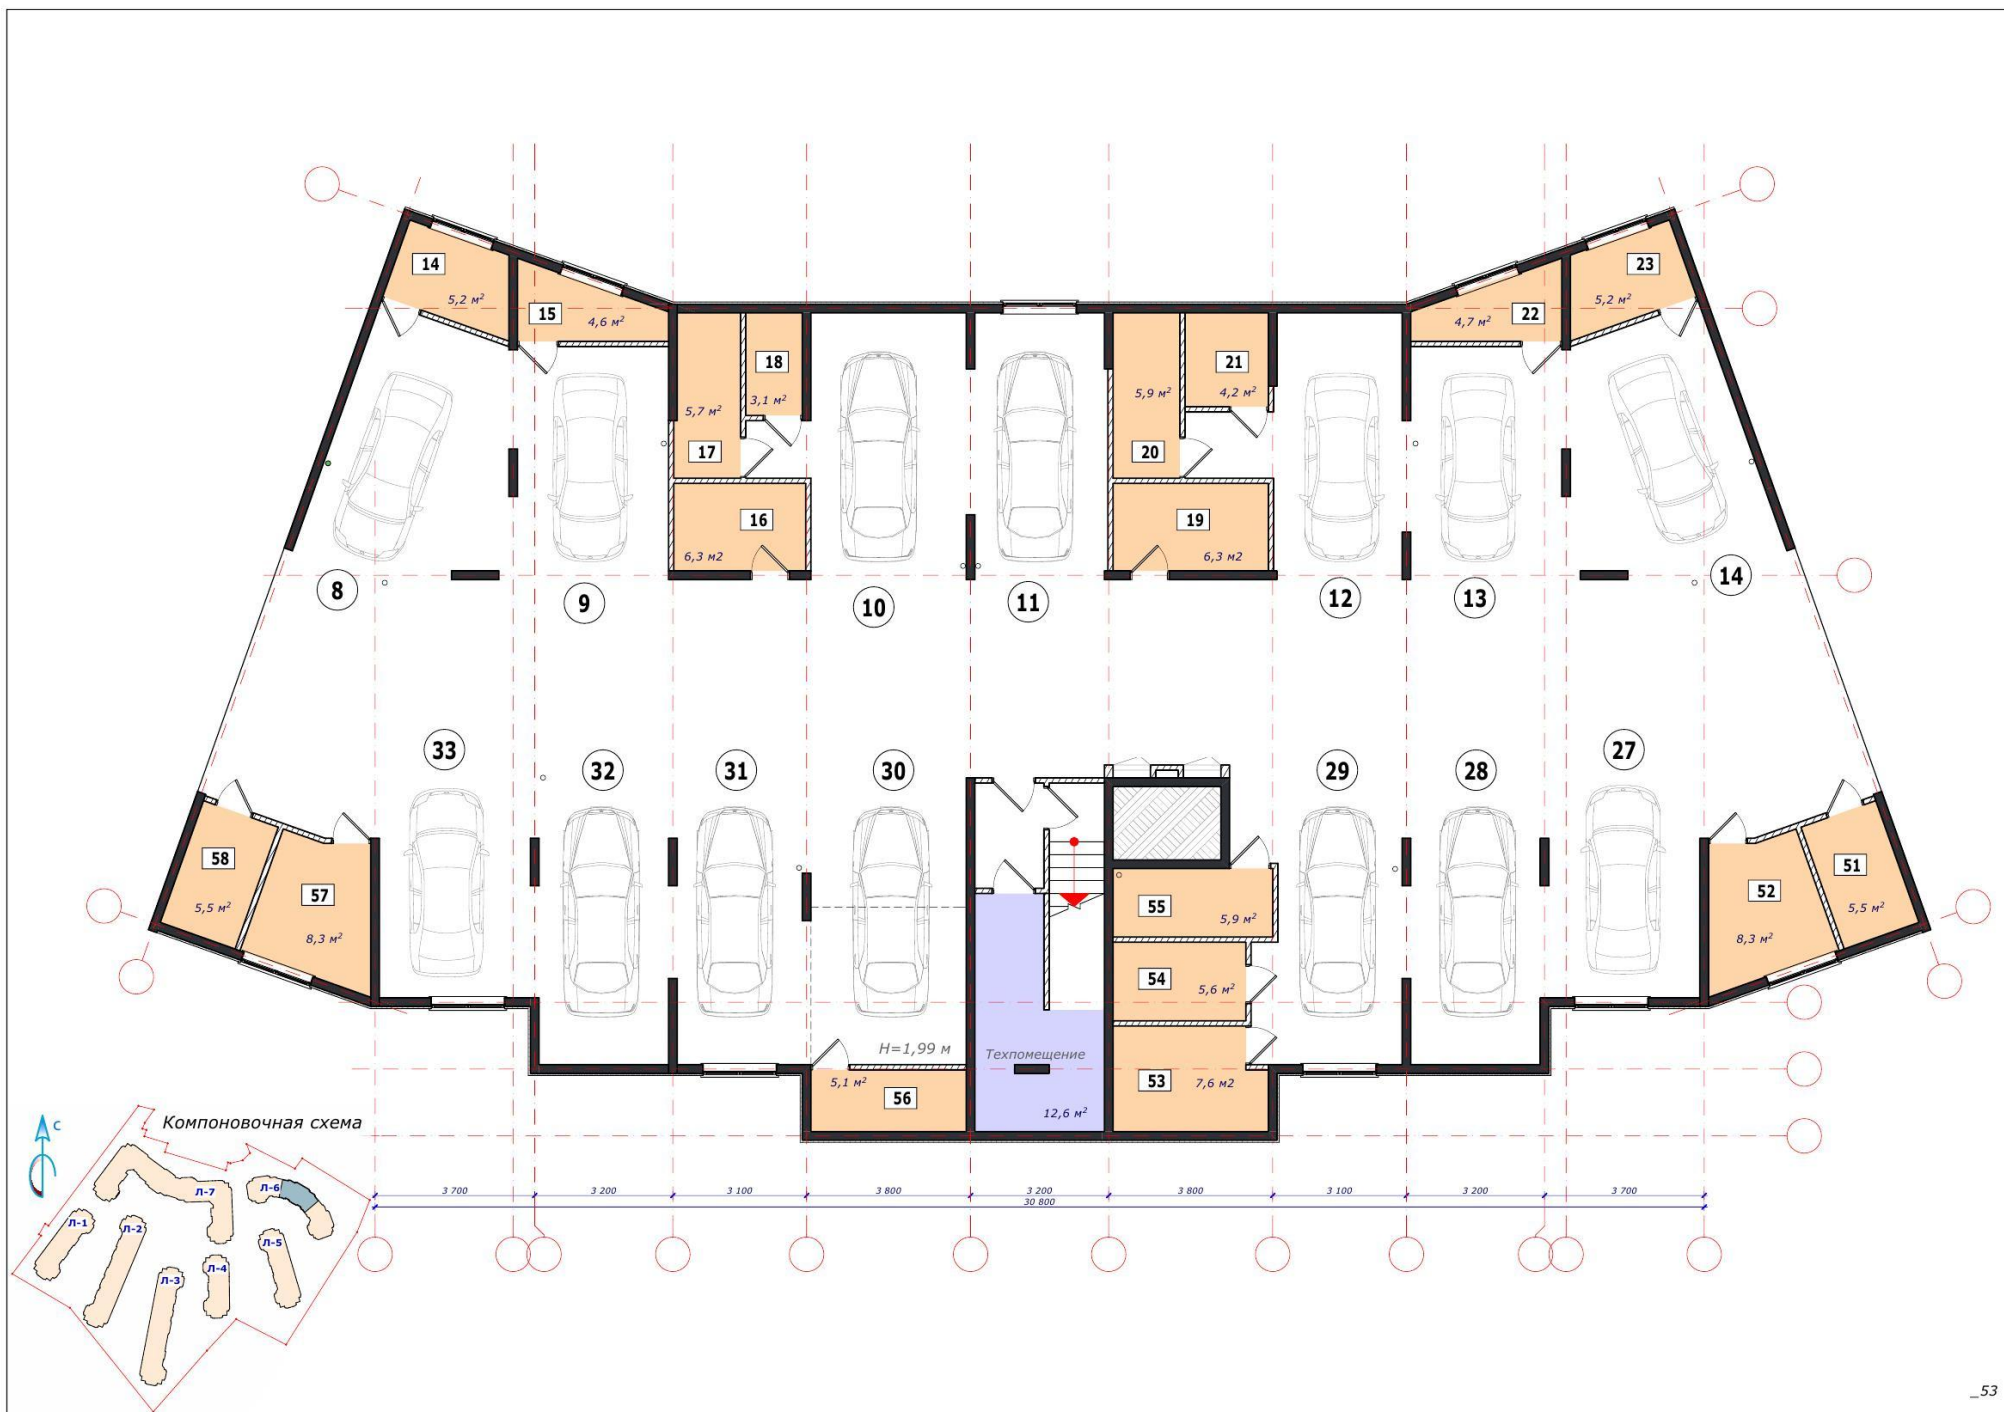 14
5,2 м²
15
4,6 м²
18
3,1 м²
5,7 м²
17
16
6,3 м2
21
4,2 м²
5,9 м²
20
19
6,3 м2
22
4,7 м²
23
5,2 м²
8
9
10
11
12
13
14
33
32
31
30
29
28
27
58
5,5 м²
57
8,3 м²
55
5,9 м²
54
5,6 м²
53
7,6 м2
52
8,3 м²
51
5,5 м²
Н=1,99 м
5,1 м²
56
Техпомещение
12,6 м²
Компоновочная схема
С
Л-7
Л-6
Л-1
Л-2
Л-5
Л-4
Л-3
3 700
3 200
3 100
3 800
3 200
3 800
3 100
3 200
3 700
30 800
_53